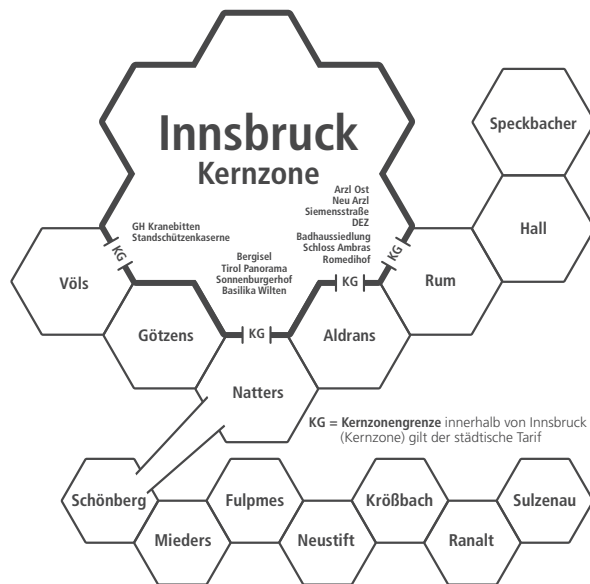 Innsbruck
Kernzone
Speckbacher
Arzl Ost
Neu Arzl
Siemensstraße
DEZ
Badhaussiedlung
Schloss Ambras
Romedihof
GH Kranebitten
Standschützenkaserne
KG
KG
Hall
Bergisel
Tirol Panorama
Sonnenburgerhof
Basilika Wilten
KG
Völs
Rum
KG
Götzens
Aldrans
Natters
KG = Kernzonengrenze innerhalb von Innsbruck
(Kernzone) gilt der städtische Tarif
Schönberg
Fulpmes
Krößbach
Sulzenau
Mieders
Neustift
Ranalt